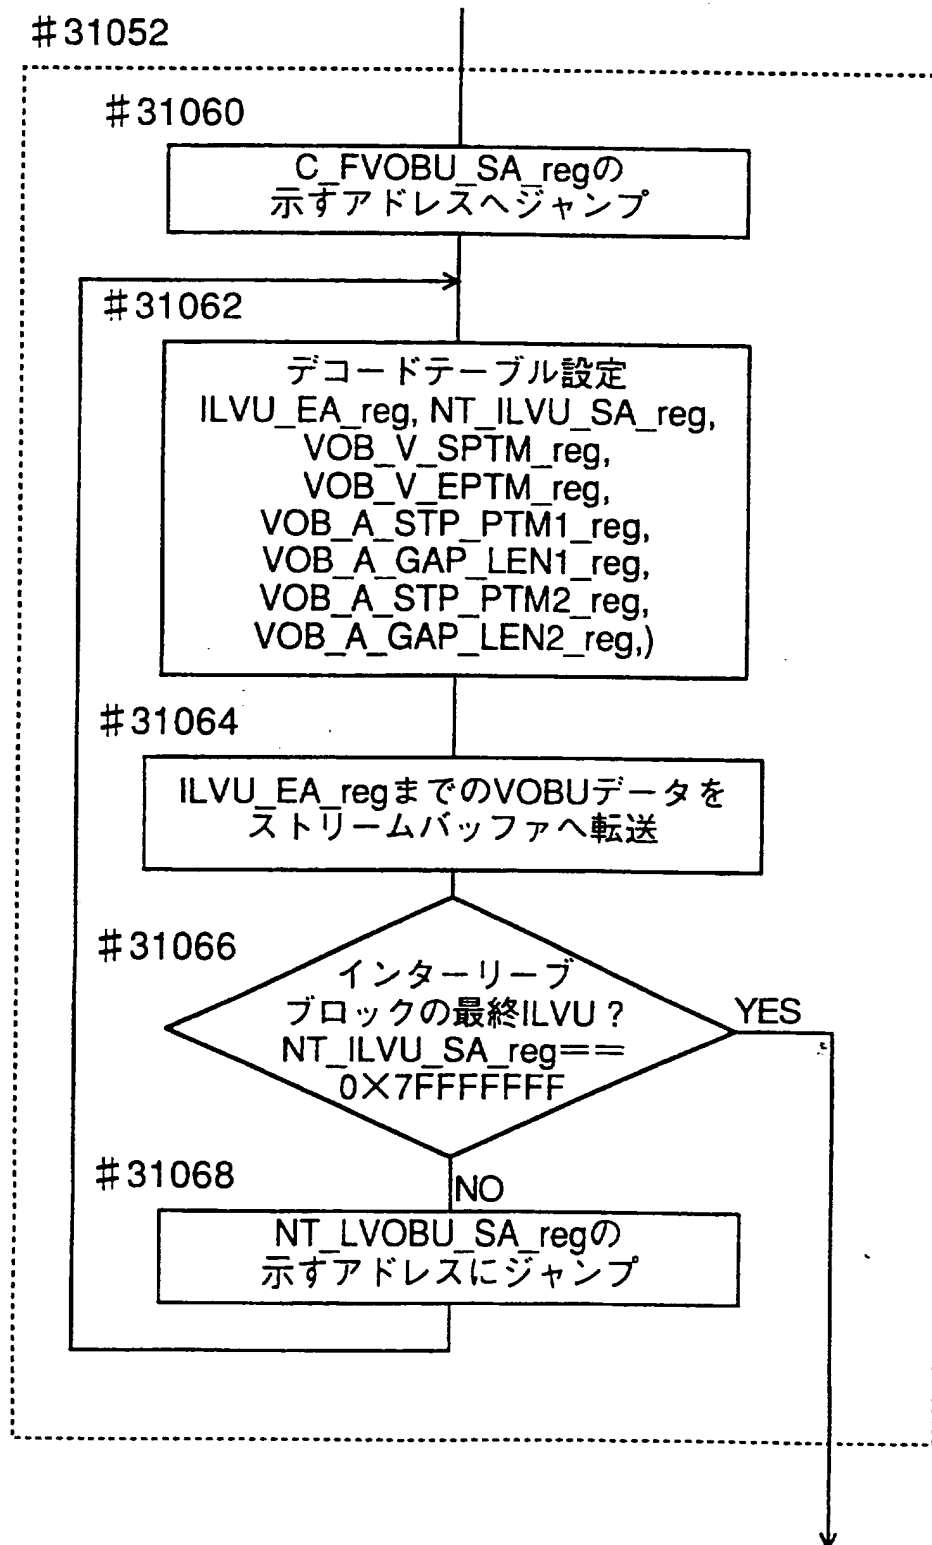 #31052
#31060
C_FVOBU_SA_regの
示すアドレスへジャンプ
#31062
デコードテーブル設定
ILVU_EA_reg, NT_ILVU_SA_reg,
VOB_V_SPTM_reg,
VOB_V_EPTM_reg,
VOB_A_STP_PTM1_reg,
VOB_A_GAP_LEN1_reg,
VOB_A_STP_PTM2_reg,
VOB_A_GAP_LEN2_reg,)
#31064
ILVU_EA_regまでのVOBUデータを
ストリームバッファへ転送
#31066
インターリーブ
ブロックの最終ILVU?
NT_ILVU_SA_reg==
0×7FFFFFFF
YES
#31068
NO
NT_LVOBU_SA_regの
示すアドレスにジャンプ